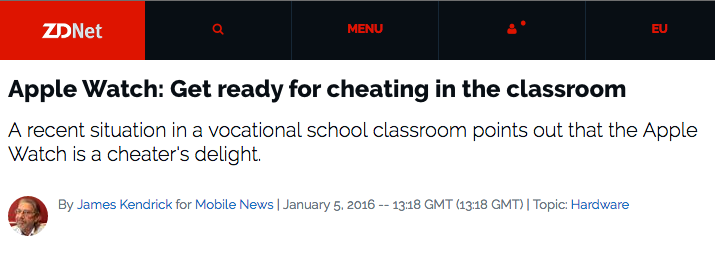 ZDNet MENU EU
Apple Watch: Get ready for cheating in the classroom
A recent situation in a vocational school classroom points out that the Apple
Watch is a cheater's delight.
By James Kendrick for Mobile News | January 5, 2016 -- 13:18 GMT (13:18 GMT) | Topic: Hardware